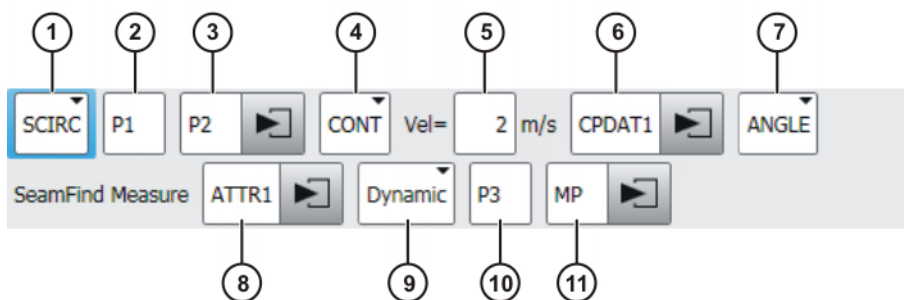 1 2 3 4 5 6 7
SCIRC P1 P2 CONT Vel= 2 m/s CPDAT1 ANGLE
SeamFind Measure ATTR1 Dynamic P3 MP
8 9 10 11